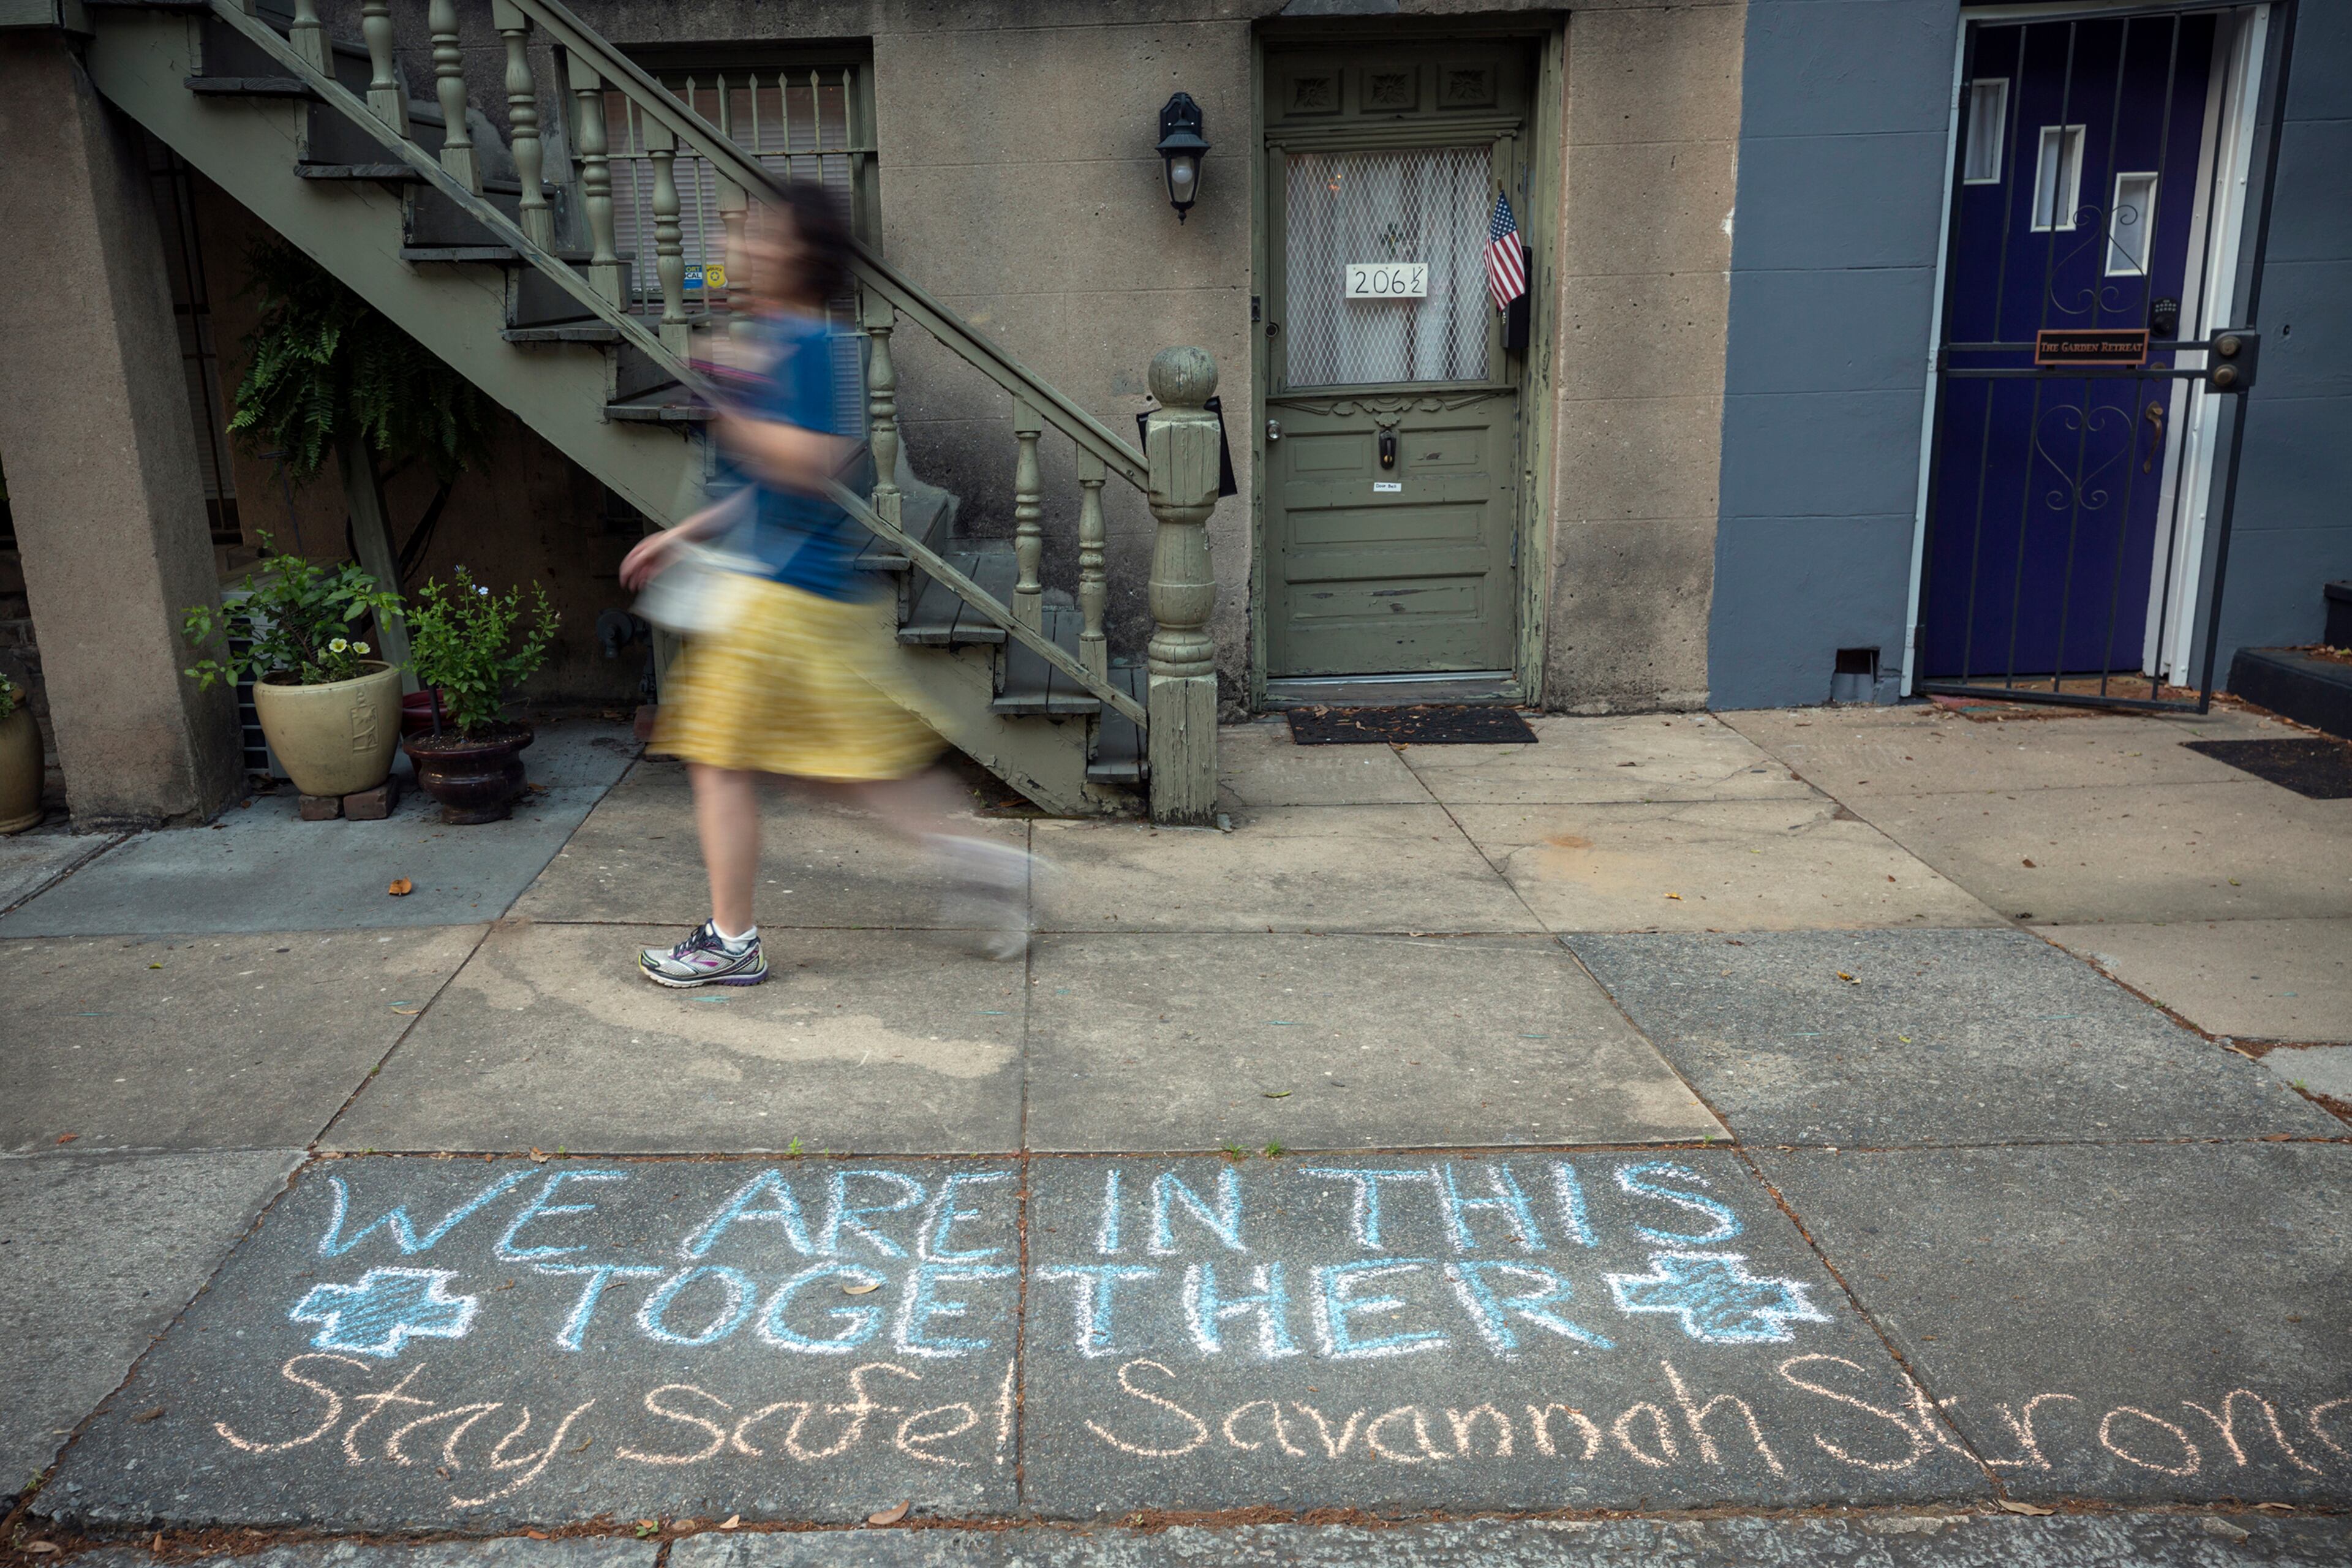 206½
THE GARDEN RETREAT
WE ARE IN THIS
TOGETHER
Stay Safe! Savannah Strong